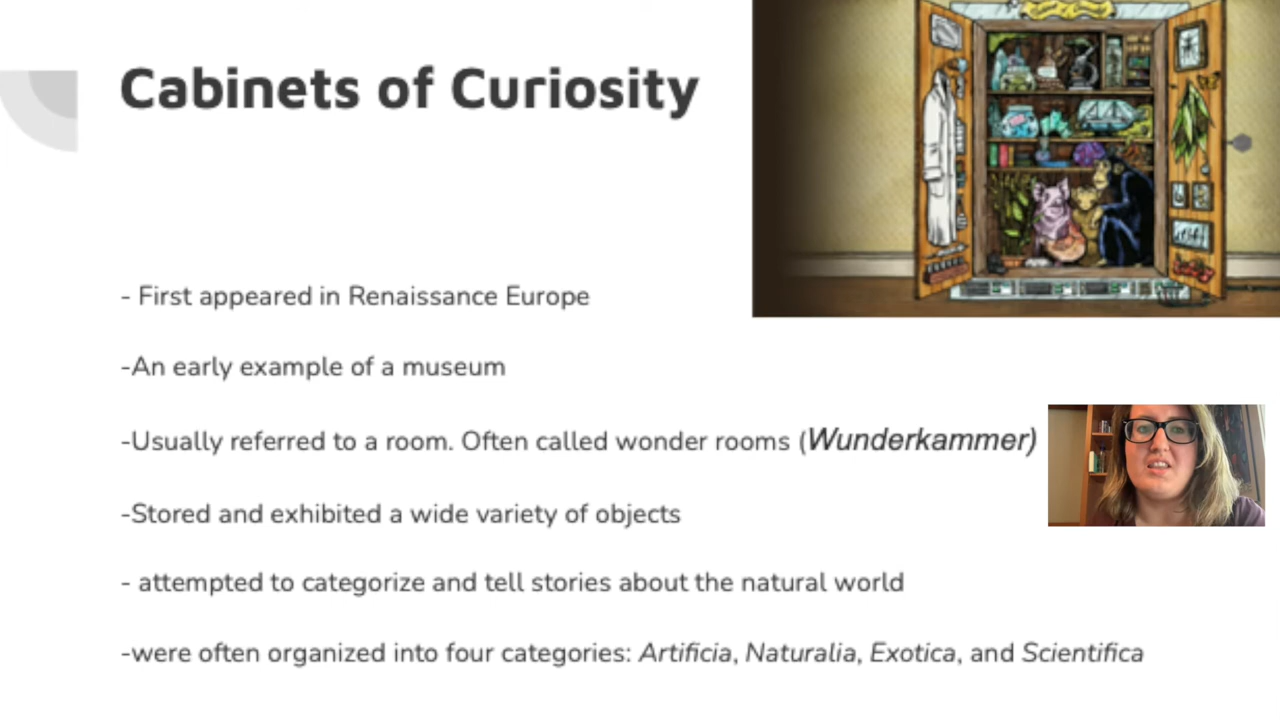 Cabinets of Curiosity
- First appeared in Renaissance Europe
-An early example of a museum
-Usually referred to a room. Often called wonder rooms (Wunderkammer)
-Stored and exhibited a wide variety of objects
- attempted to categorize and tell stories about the natural world
-were often organized into four categories: Artificia, Naturalia, Exotica, and Scientifica